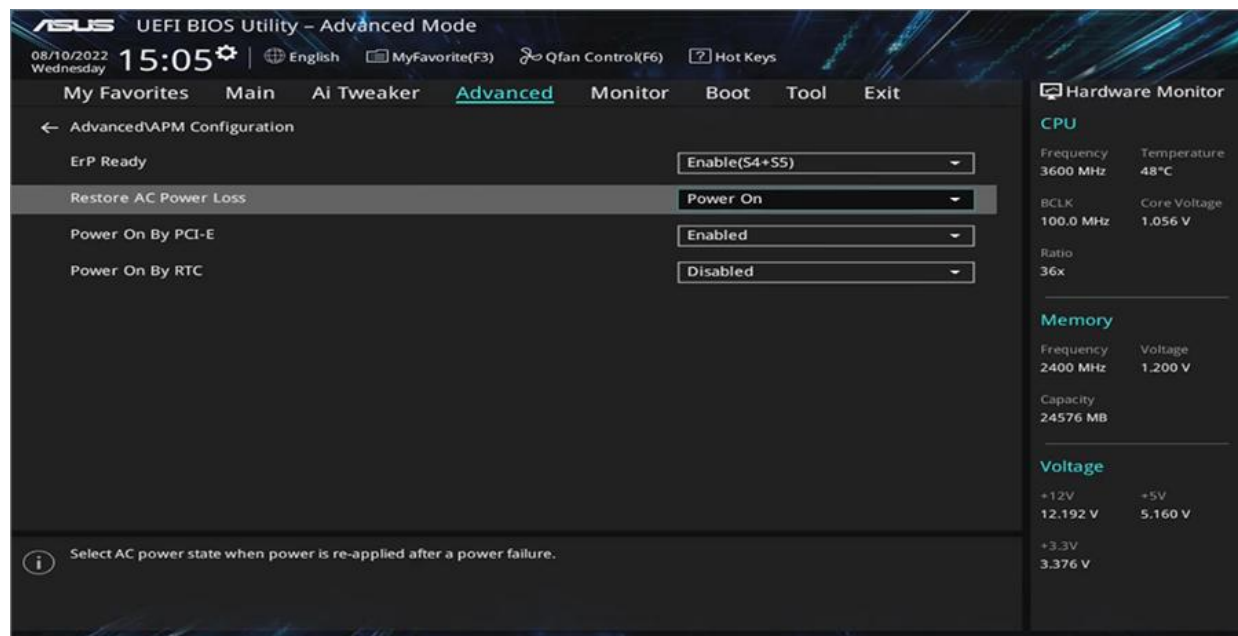 ASUS UEFI BIOS Utility – Advanced Mode
08/10/2022 Wednesday 15:05 English MyFavorite(F3) Qfan Control(F6) ? Hot Keys
My Favorites Main Ai Tweaker Advanced Monitor Boot Tool Exit
← Advanced\APM Configuration
ErP Ready Enable(S4+S5)
Restore AC Power Loss Power On
Power On By PCI-E Enabled
Power On By RTC Disabled
Select AC power state when power is re-applied after a power failure.
Hardware Monitor
CPU
Frequency Temperature
3600 MHz 48°C
BCLK Core Voltage
100.0 MHz 1.056 V
Ratio
36x
Memory
Frequency Voltage
2400 MHz 1.200 V
Capacity
24576 MB
Voltage
+12V +5V
12.192 V 5.160 V
+3.3V
3.376 V